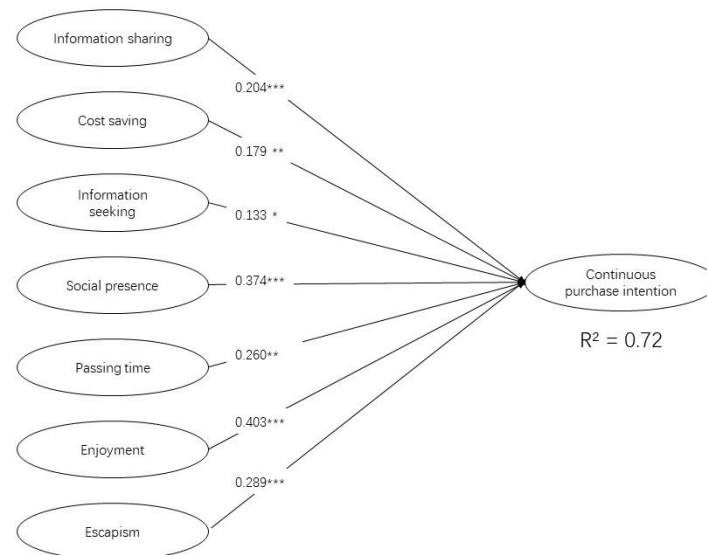 Information sharing
0.204***
Cost saving
0.179 **
Information
seeking
0.133 *
Social presence
0.374***
Continuous
purchase intention
R² = 0.72
Passing time
0.260**
Enjoyment
0.403***
Escapism
0.289***